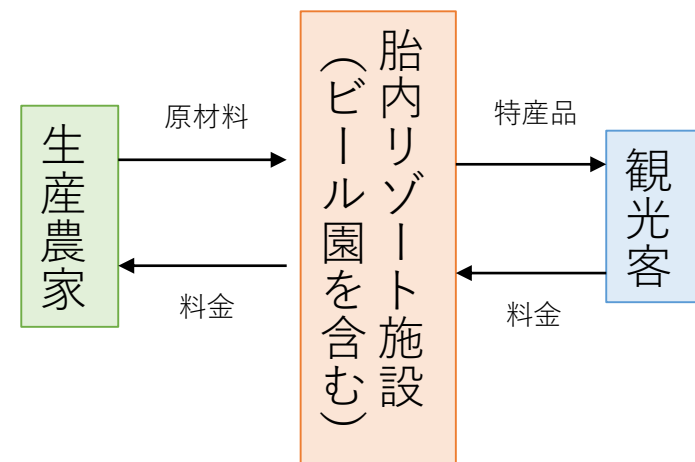 生産農家
原材料
料金
胎内リゾート施設
（ビール園を含む）
特産品
料金
観光客